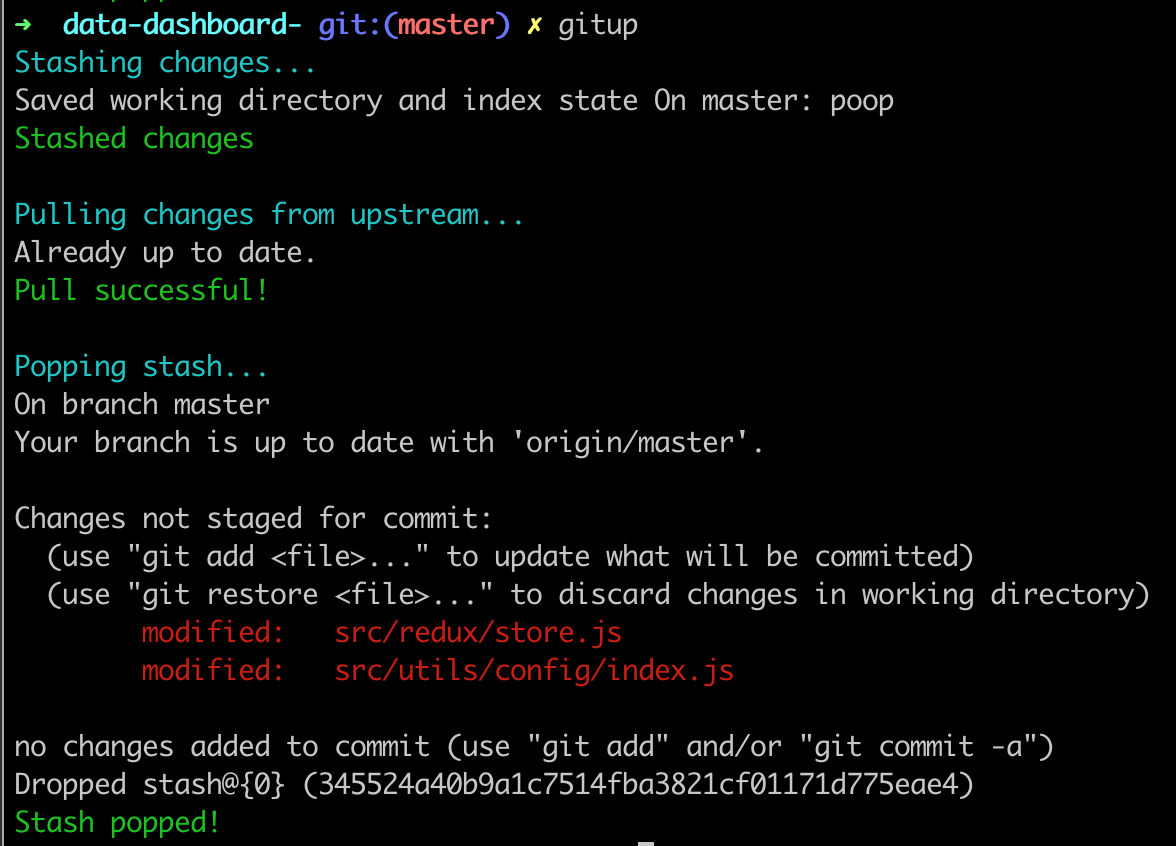 ➜  data-dashboard- git:(master) ✗ gitup
Stashing changes...
Saved working directory and index state On master: poop
Stashed changes
Pulling changes from upstream...
Already up to date.
Pull successful!
Popping stash...
On branch master
Your branch is up to date with 'origin/master'.
Changes not staged for commit:
  (use "git add <file>..." to update what will be committed)
  (use "git restore <file>..." to discard changes in working directory)
        modified:   src/redux/store.js
        modified:   src/utils/config/index.js
no changes added to commit (use "git add" and/or "git commit -a")
Dropped stash@{0} (345524a40b9a1c7514fba3821cf01171d775eae4)
Stash popped!